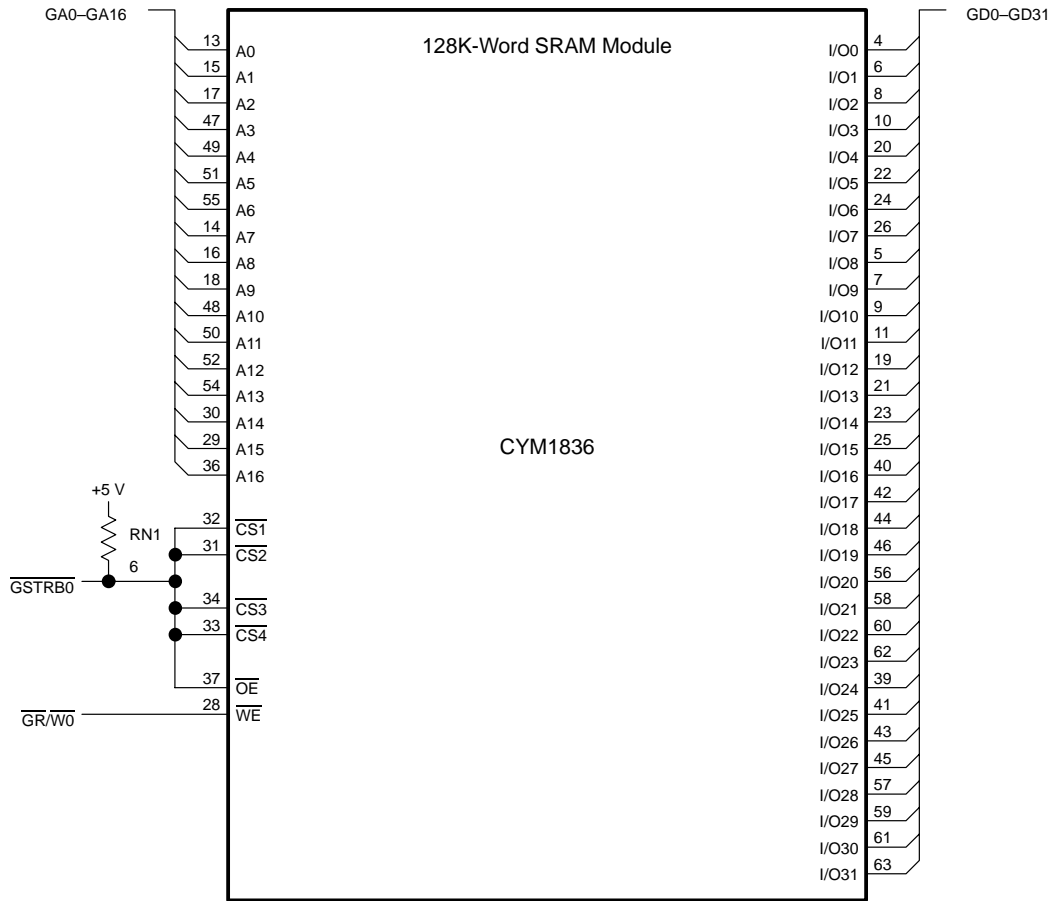 GA0–GA16
GD0–GD31
128K-Word SRAM Module
13 A0
15 A1
17 A2
47 A3
49 A4
51 A5
55 A6
14 A7
16 A8
18 A9
48 A10
50 A11
52 A12
54 A13
30 A14
29 A15
36 A16
+5 V
RN1
6
GSTRB0
32 CS1
31 CS2
34 CS3
33 CS4
37 OE
28 WE
GR/W0
CYM1836
I/O0 4
I/O1 6
I/O2 8
I/O3 10
I/O4 20
I/O5 22
I/O6 24
I/O7 26
I/O8 5
I/O9 7
I/O10 9
I/O11 11
I/O12 19
I/O13 21
I/O14 23
I/O15 25
I/O16 40
I/O17 42
I/O18 44
I/O19 46
I/O20 56
I/O21 58
I/O22 60
I/O23 62
I/O24 39
I/O25 41
I/O26 43
I/O27 45
I/O28 57
I/O29 59
I/O30 61
I/O31 63